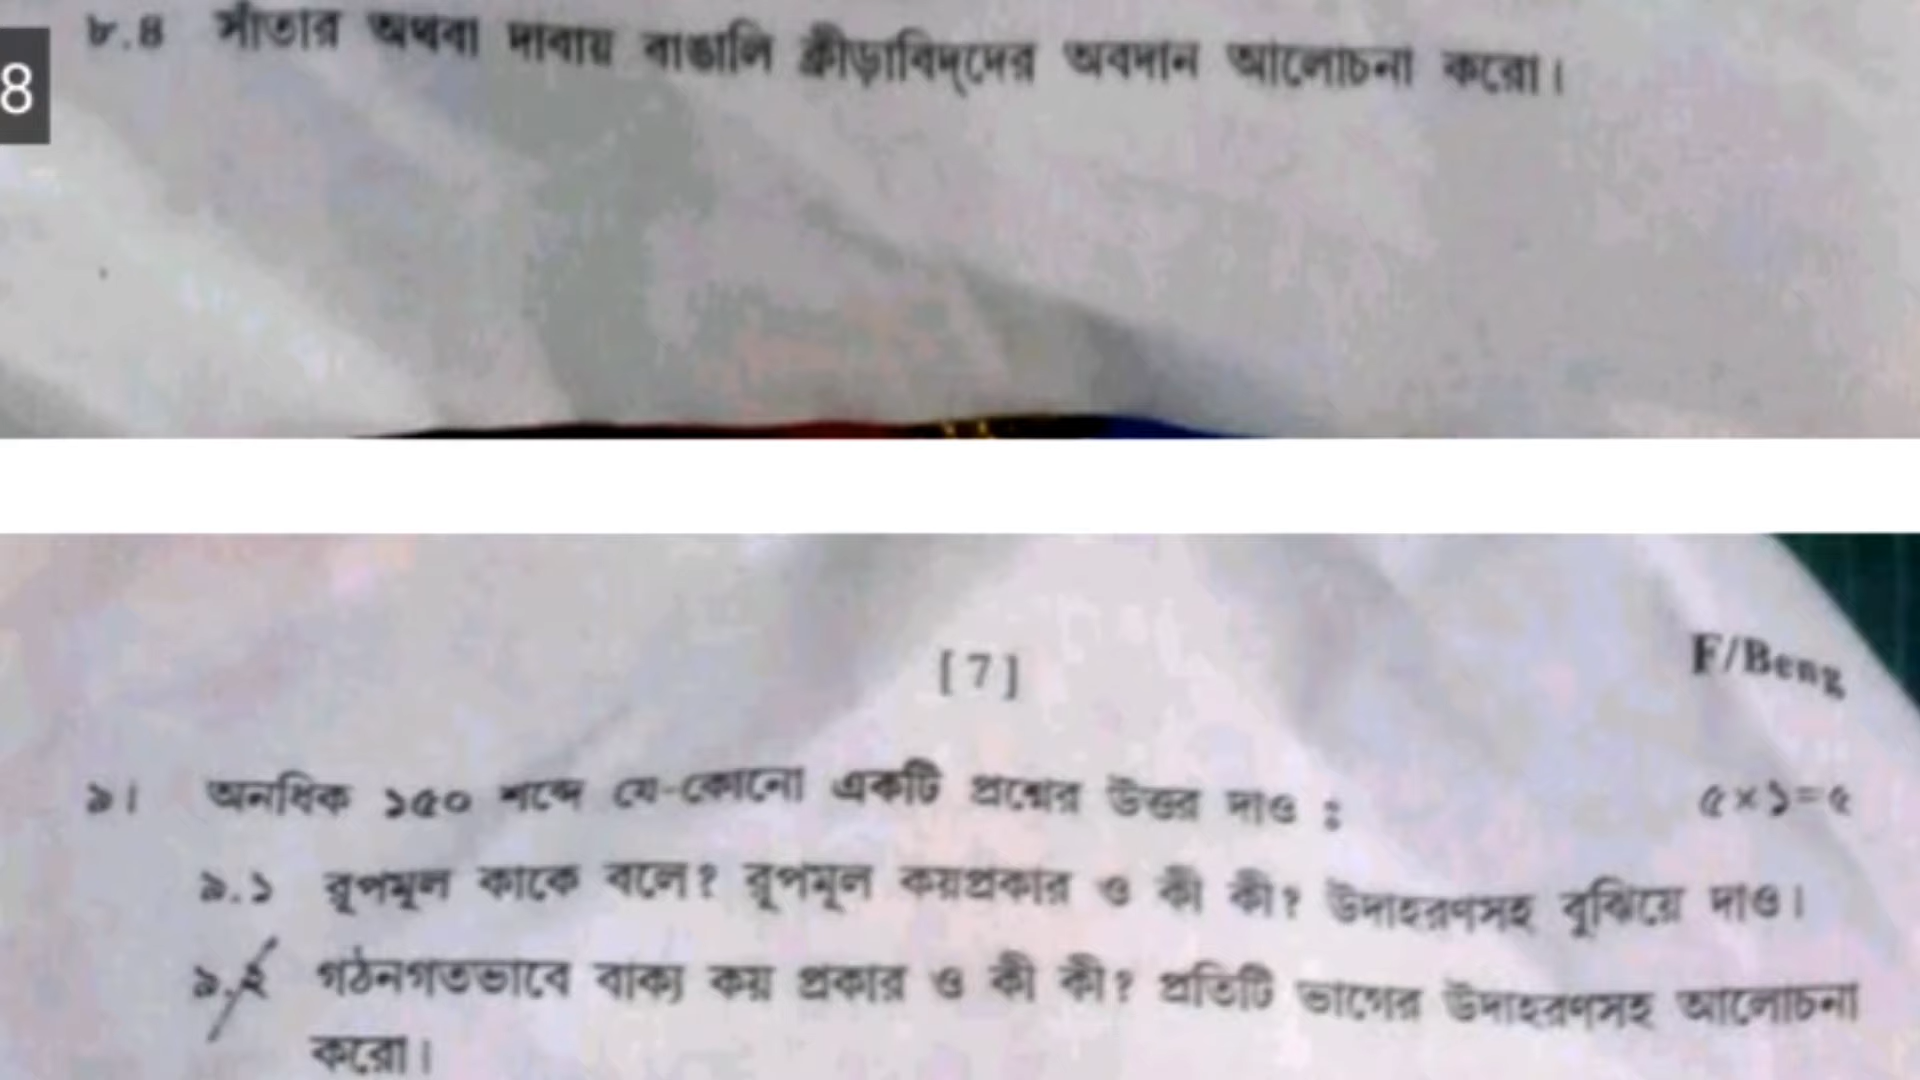 ৮.৪ সাঁতার অথবা দাবায় বাঙালি ক্রীড়াবিদ্‌দের অবদান আলোচনা করো।
8
[7]
F/Beng
৯। অনধিক ১৫০ শব্দে যে-কোনো একটি প্রশ্নের উত্তর দাও : ৫×১=৫
৯.১ রূপমূল কাকে বলে? রূপমূল কয়প্রকার ও কী কী? উদাহরণসহ বুঝিয়ে দাও।
৯.২ গঠনগতভাবে বাক্য কয় প্রকার ও কী কী? প্রতিটি ভাগের উদাহরণসহ আলোচনা
করো।